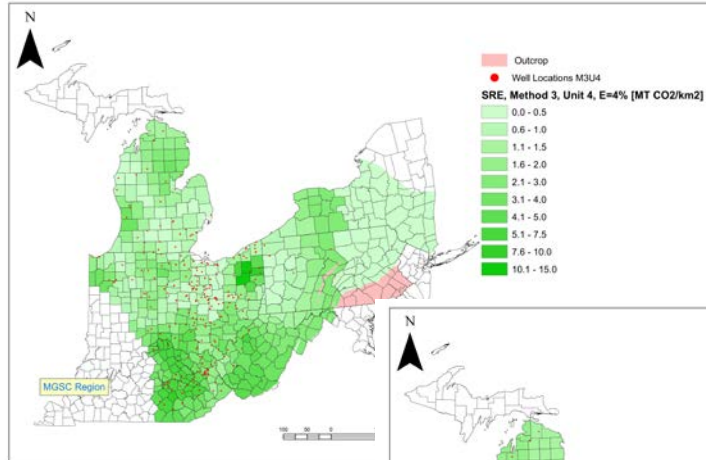 N
Outcrop
Well Locations M3U4
SRE, Method 3, Unit 4, E=4% [MT CO2/km2]
0.0 - 0.5
0.6 - 1.0
1.1 - 1.5
1.6 - 2.0
2.1 - 3.0
3.1 - 4.0
4.1 - 5.0
5.1 - 7.5
7.6 - 10.0
10.1 - 15.0
MGSC Region
N